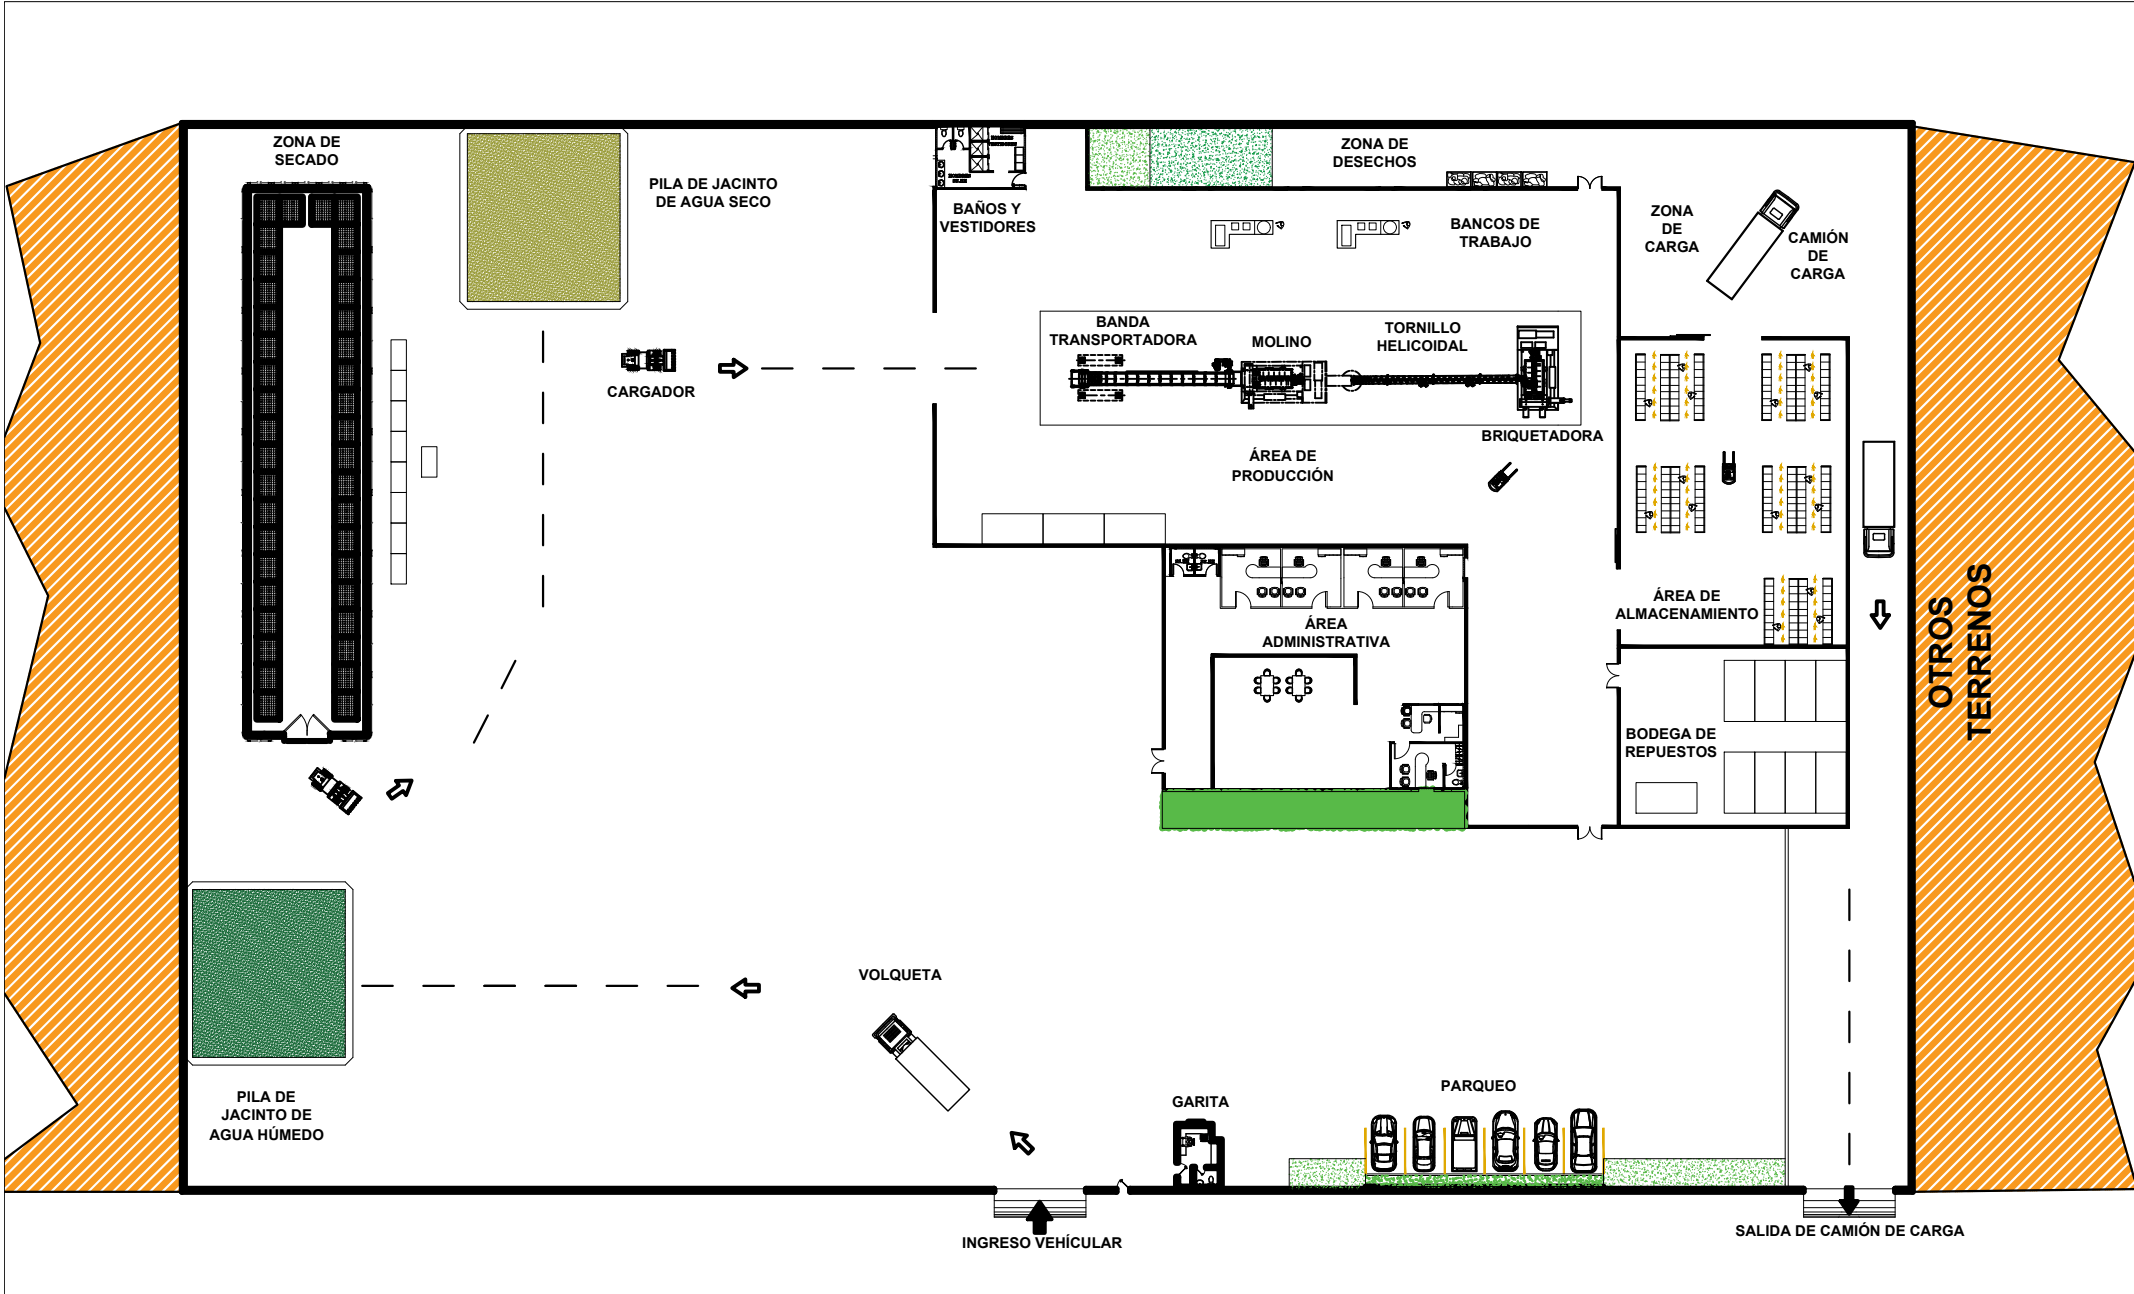 ZONA DE
SECADO
PILA DE JACINTO
DE AGUA SECO
BAÑOS Y
VESTIDORES
ZONA DE
DESECHOS
BANCOS DE
TRABAJO
ZONA
DE
CARGA
CAMIÓN
DE
CARGA
CARGADOR
BANDA
TRANSPORTADORA
MOLINO
TORNILLO
HELICOIDAL
BRIQUETADORA
ÁREA DE
PRODUCCIÓN
ÁREA DE
ALMACENAMIENTO
ÁREA
ADMINISTRATIVA
BODEGA DE
REPUESTOS
OTROS
TERRENOS
VOLQUETA
PILA DE
JACINTO DE
AGUA HÚMEDO
GARITA
PARQUEO
INGRESO VEHÍCULAR
SALIDA DE CAMIÓN DE CARGA